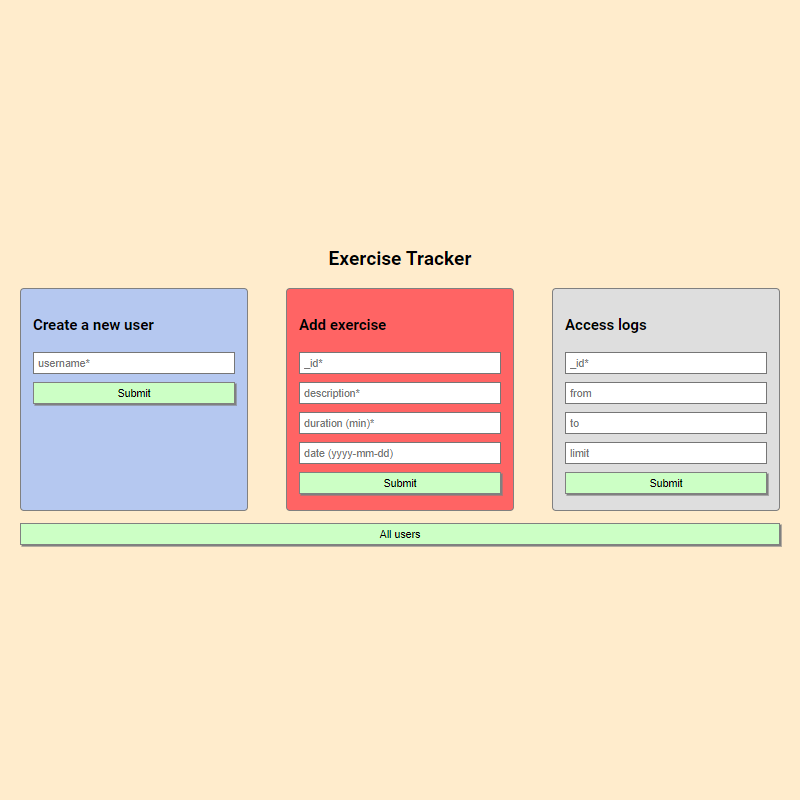 Exercise Tracker
Create a new user
username*
Submit
Add exercise
_id*
description*
duration (min)*
date (yyyy-mm-dd)
Submit
Access logs
_id*
from
to
limit
Submit
All users